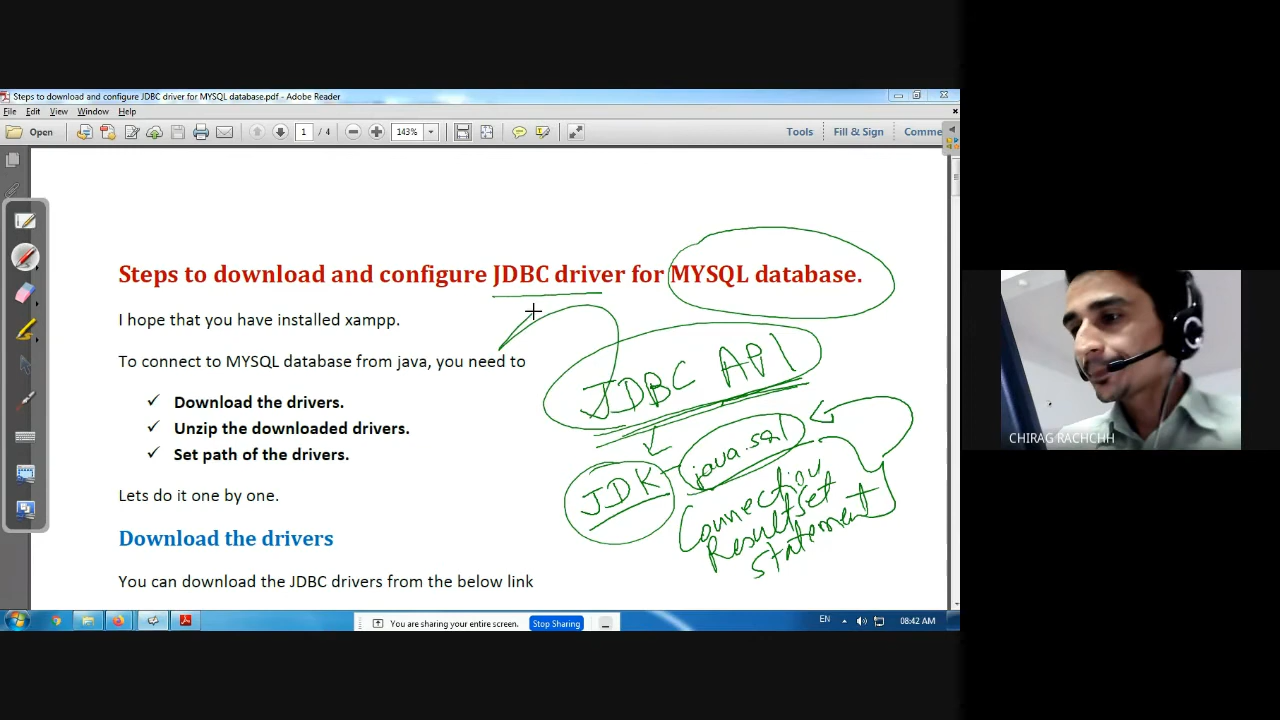 Steps to download and configure JDBC driver for MYSQL database.pdf - Adobe Reader
File Edit View Window Help
Open 1 / 4 143% Tools Fill & Sign Comme
Steps to download and configure JDBC driver for MYSQL database.
I hope that you have installed xampp.
To connect to MYSQL database from java, you need to
✓ Download the drivers.
✓ Unzip the downloaded drivers.
✓ Set path of the drivers.
Lets do it one by one.
Download the drivers
You can download the JDBC drivers from the below link
JDBC API
java.sql
JDK
Connection
ResultSet
Statement
CHIRAG RACHCHH
You are sharing your entire screen. Stop Sharing
EN 08:42 AM